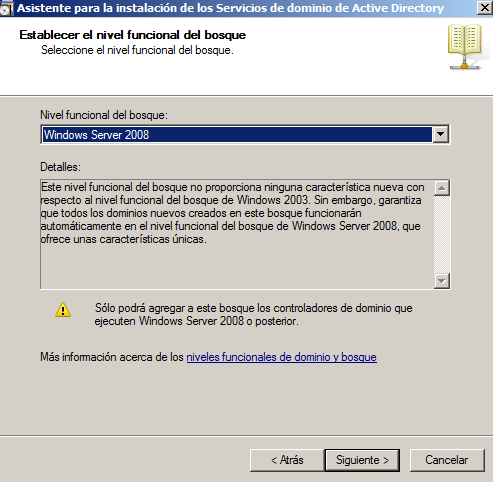 Asistente para la instalación de los Servicios de dominio de Active Directory
Establecer el nivel funcional del bosque
Seleccione el nivel funcional del bosque.
Nivel funcional del bosque:
Windows Server 2008
Detalles:
Este nivel funcional del bosque no proporciona ninguna característica nueva con
respecto al nivel funcional del bosque de Windows 2003. Sin embargo, garantiza
que todos los dominios nuevos creados en este bosque funcionarán
automáticamente en el nivel funcional del bosque de Windows Server 2008, que
ofrece unas características únicas.
Sólo podrá agregar a este bosque los controladores de dominio que
ejecuten Windows Server 2008 o posterior.
Más información acerca de los niveles funcionales de dominio y bosque
< Atrás Siguiente > Cancelar